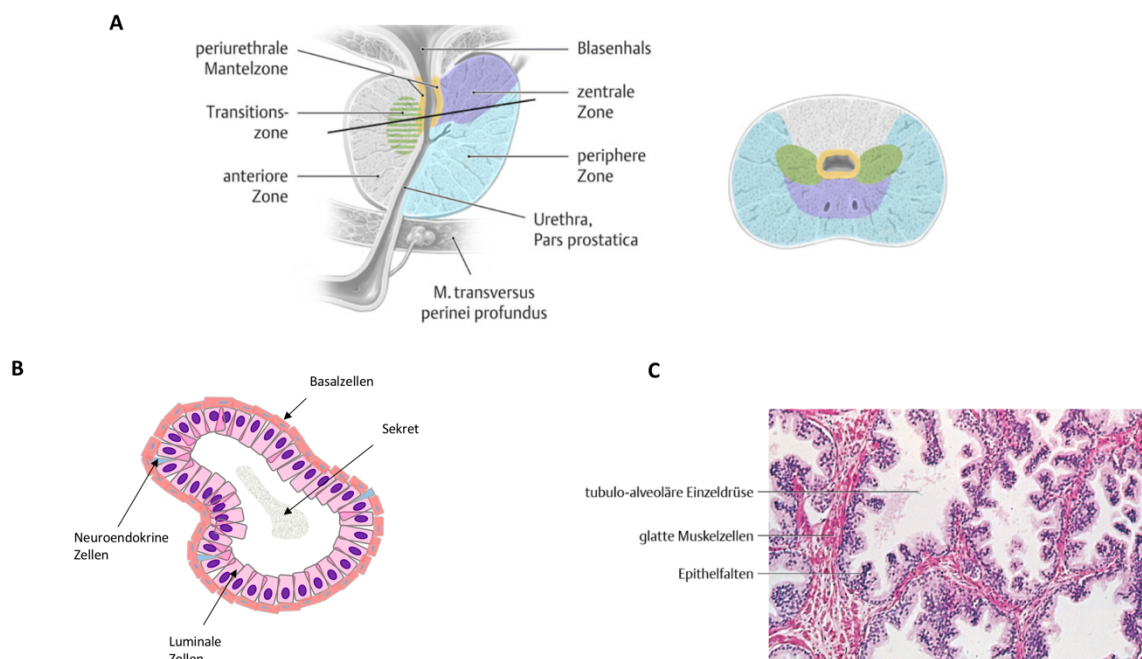 A
periurethrale
Mantelzone
Transitions-
zone
anteriore
Zone
Blasenhals
zentrale
Zone
periphere
Zone
Urethra,
Pars prostatica
M. transversus
perinei profundus
B
Basalzellen
Sekret
Neuroendokrine
Zellen
Luminale
Zellen
C
tubulo-alveoläre Einzeldrüse
glatte Muskelzellen
Epithelfalten